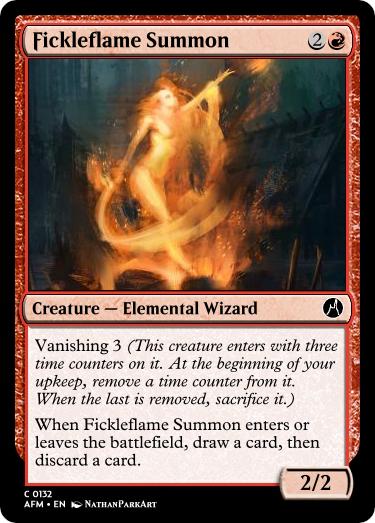 Fickleflame Summon 2
Creature — Elemental Wizard
Vanishing 3 (This creature enters with three
time counters on it. At the beginning of your
upkeep, remove a time counter from it.
When the last is removed, sacrifice it.)
When Fickleflame Summon enters or
leaves the battlefield, draw a card, then
discard a card.
2/2
C 0132
AFM • EN NathanParkArt